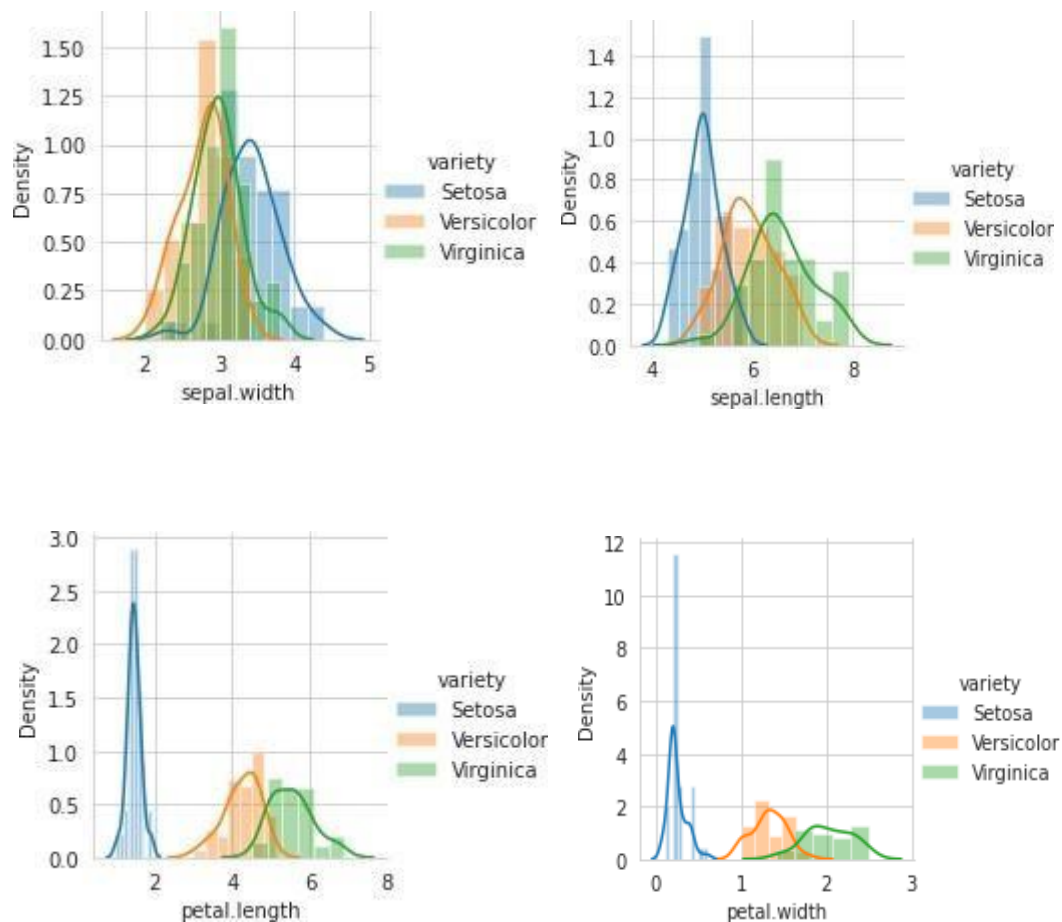 1.50
1.25
1.00
0.75
0.50
0.25
0.00
Density
2 3 4 5
sepal.width
variety
Setosa
Versicolor
Virginica
1.4
1.2
1.0
0.8
0.6
0.4
0.2
0.0
Density
4 6 8
sepal.length
variety
Setosa
Versicolor
Virginica
3.0
2.5
2.0
1.5
1.0
0.5
0.0
Density
2 4 6 8
petal.length
variety
Setosa
Versicolor
Virginica
12
10
8
6
4
2
0
Density
0 1 2 3
petal.width
variety
Setosa
Versicolor
Virginica